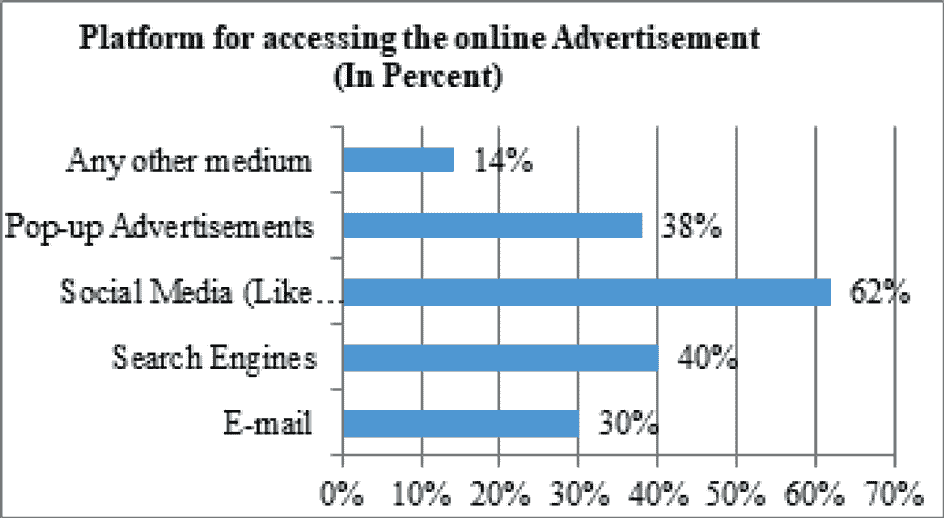 Platform for accessing the online Advertisement
(In Percent)
Any other medium 14%
Pop-up Advertisements 38%
Social Media (Like ... 62%
Search Engines 40%
E-mail 30%
0% 10% 20% 30% 40% 50% 60% 70%